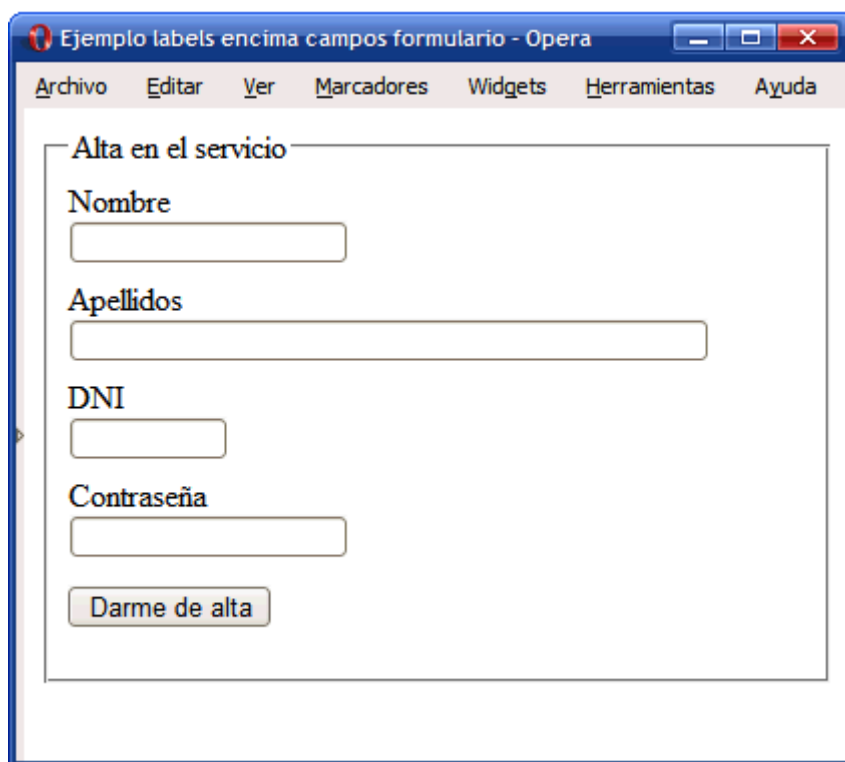 Ejemplo labels encima campos formulario - Opera
Archivo Editar Ver Marcadores Widgets Herramientas Ayuda
Alta en el servicio
Nombre
Apellidos
DNI
Contraseña
Darme de alta